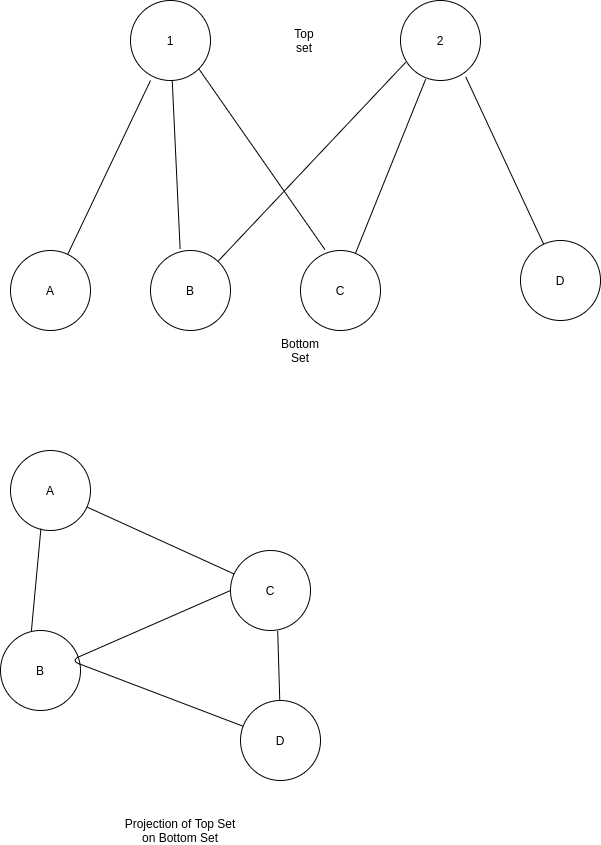 1
Top
set
2
A
B
C
D
Bottom
Set
A
C
B
D
Projection of Top Set
on Bottom Set